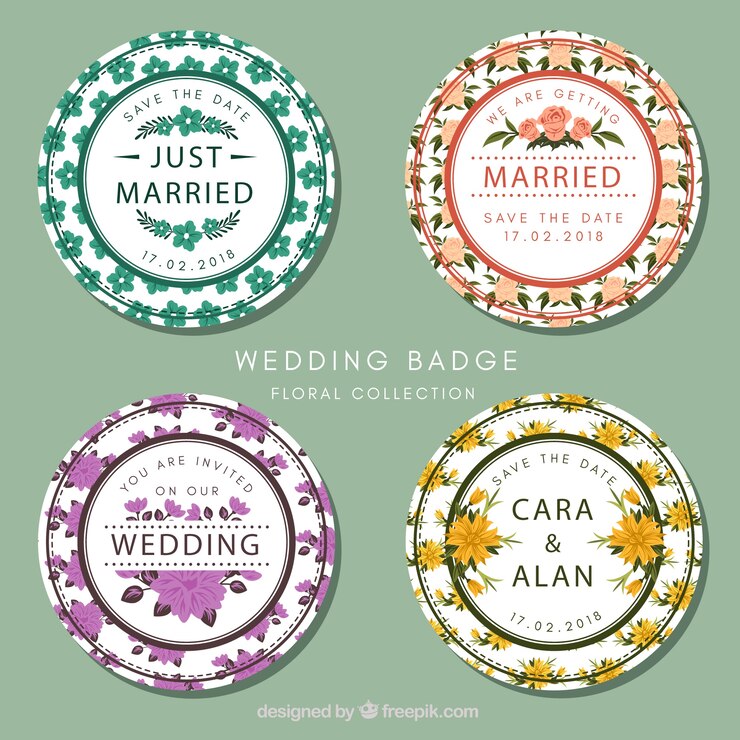 SAVE THE DATE
JUST
MARRIED
17.02.2018
WE ARE GETTING
MARRIED
SAVE THE DATE
17.02.2018
WEDDING BADGE
FLORAL COLLECTION
YOU ARE INVITED
ON OUR
WEDDING
SAVE THE DATE
CARA
&
ALAN
17.02.2018
designed by freepik.com